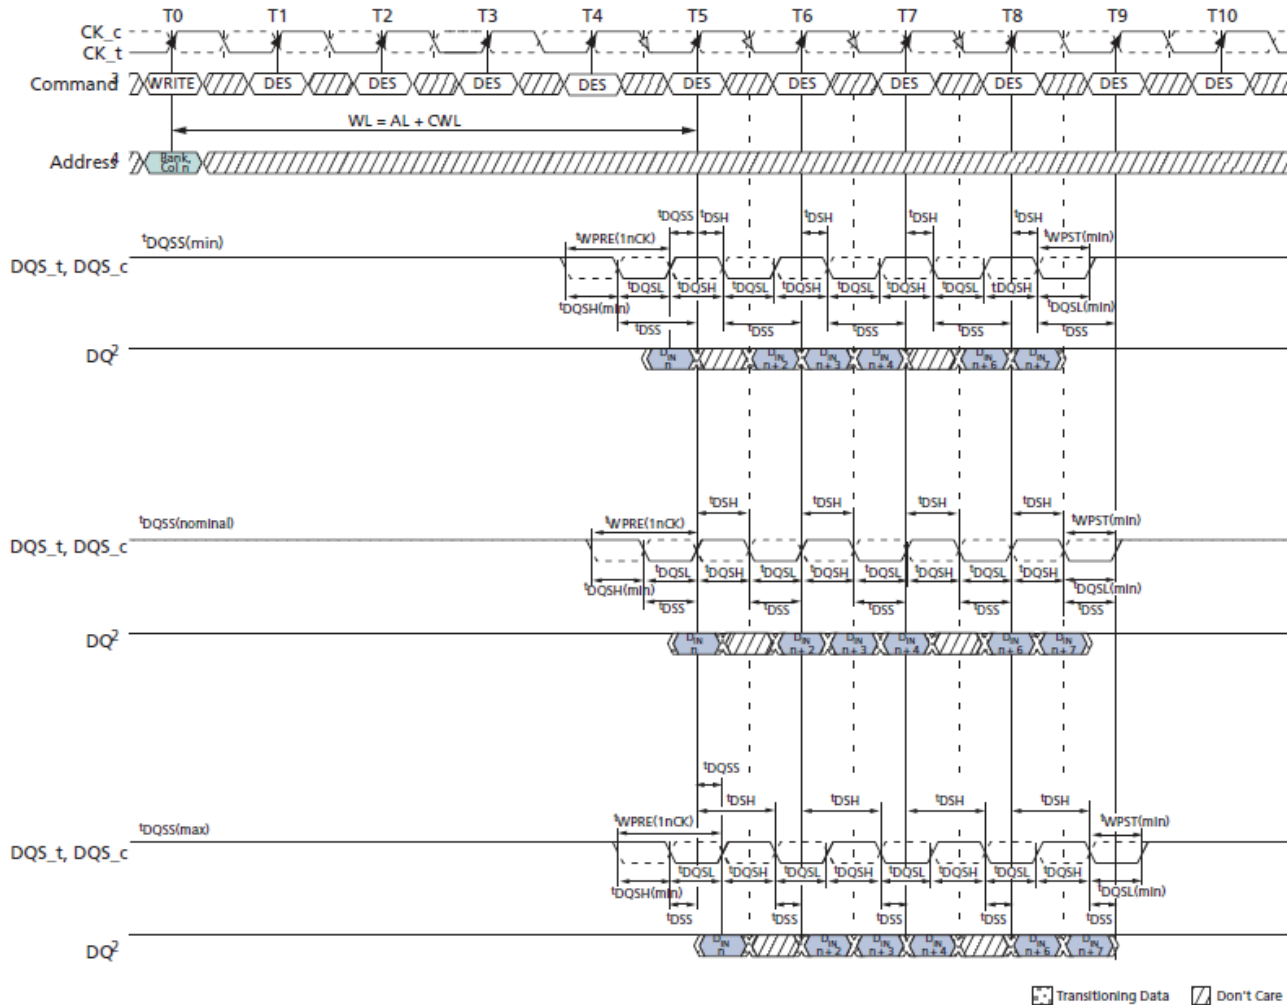 T0 T1 T2 T3 T4 T5 T6 T7 T8 T9 T10
CK_c
CK_t
Command3 WRITE DES DES DES DES DES DES DES DES DES DES
WL = AL + CWL
Address4 Bank, Col n
tDQSS tDSH tDSH tDSH tDSH
tDQSS(min) tWPRE(1nCK) tWPST(min)
DQS_t, DQS_c
tDQSL tDQSH tDQSL tDQSH tDQSL tDQSH tDQSL tDQSH
tDQSH(min) tDQSL(min)
tDSS tDSS tDSS tDSS tDSS
DQ2 DIN n DIN n+2 DIN n+3 DIN n+4 DIN n+6 DIN n+7
tDSH tDSH tDSH tDSH
tDQSS(nominal) tWPRE(1nCK) tWPST(min)
DQS_t, DQS_c
tDQSL tDQSH tDQSL tDQSH tDQSL tDQSH tDQSL tDQSH
tDQSH(min) tDQSL(min)
tDSS tDSS tDSS tDSS tDSS
DQ2 DIN n DIN n+2 DIN n+3 DIN n+4 DIN n+6 DIN n+7
tDQSS
tDSH tDSH tDSH tDSH
tDQSS(max) tWPRE(1nCK) tWPST(min)
DQS_t, DQS_c
tDQSL tDQSH tDQSL tDQSH tDQSL tDQSH tDQSL tDQSH
tDQSH(min) tDQSL(min)
tDSS tDSS tDSS tDSS tDSS
DQ2 DIN n DIN n+2 DIN n+3 DIN n+4 DIN n+6 DIN n+7
Transitioning Data Don't Care